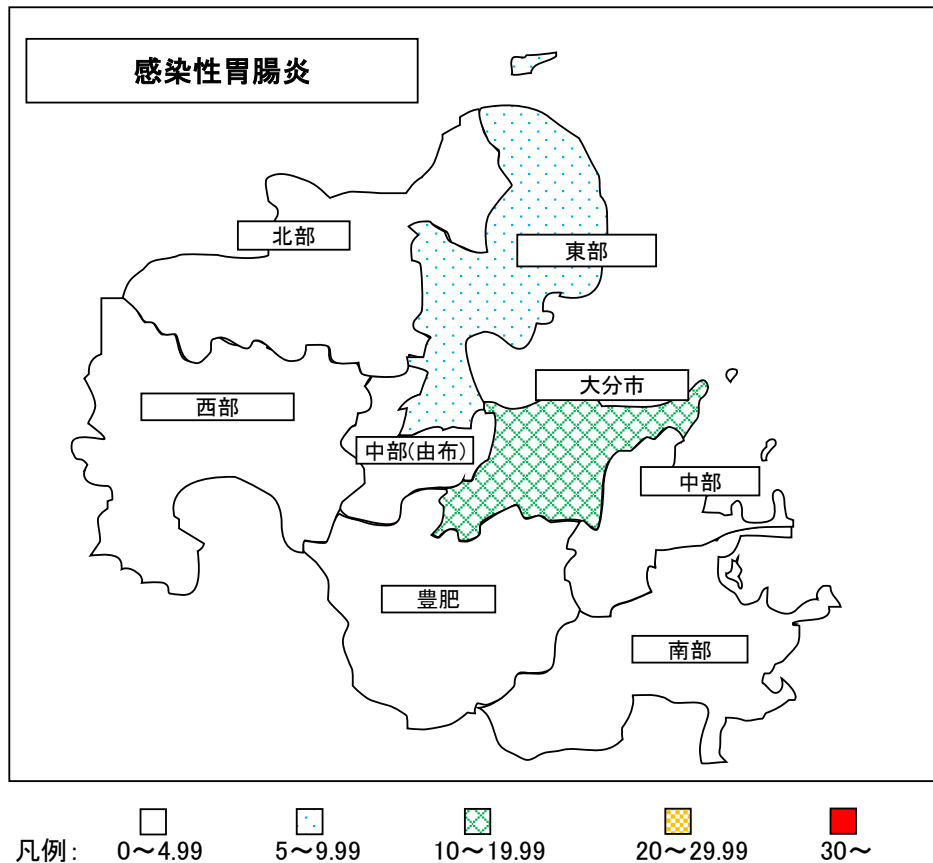 感染性胃腸炎
北部
東部
大分市
西部
中部(由布)
中部
豊肥
南部
凡例: 0～4.99 5～9.99 10～19.99 20～29.99 30～